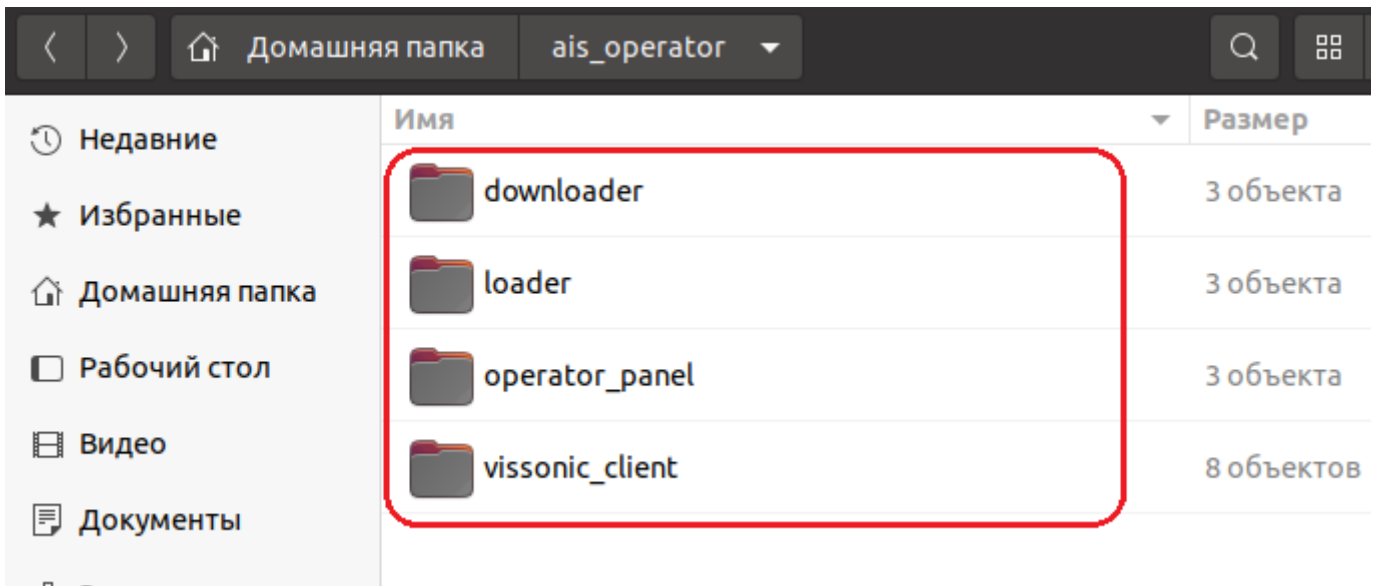 Домашняя папка ais_operator
Имя Размер
Недавние
downloader 3 объекта
Избранные
loader 3 объекта
Домашняя папка
Рабочий стол
operator_panel 3 объекта
Видео
vissonic_client 8 объектов
Документы